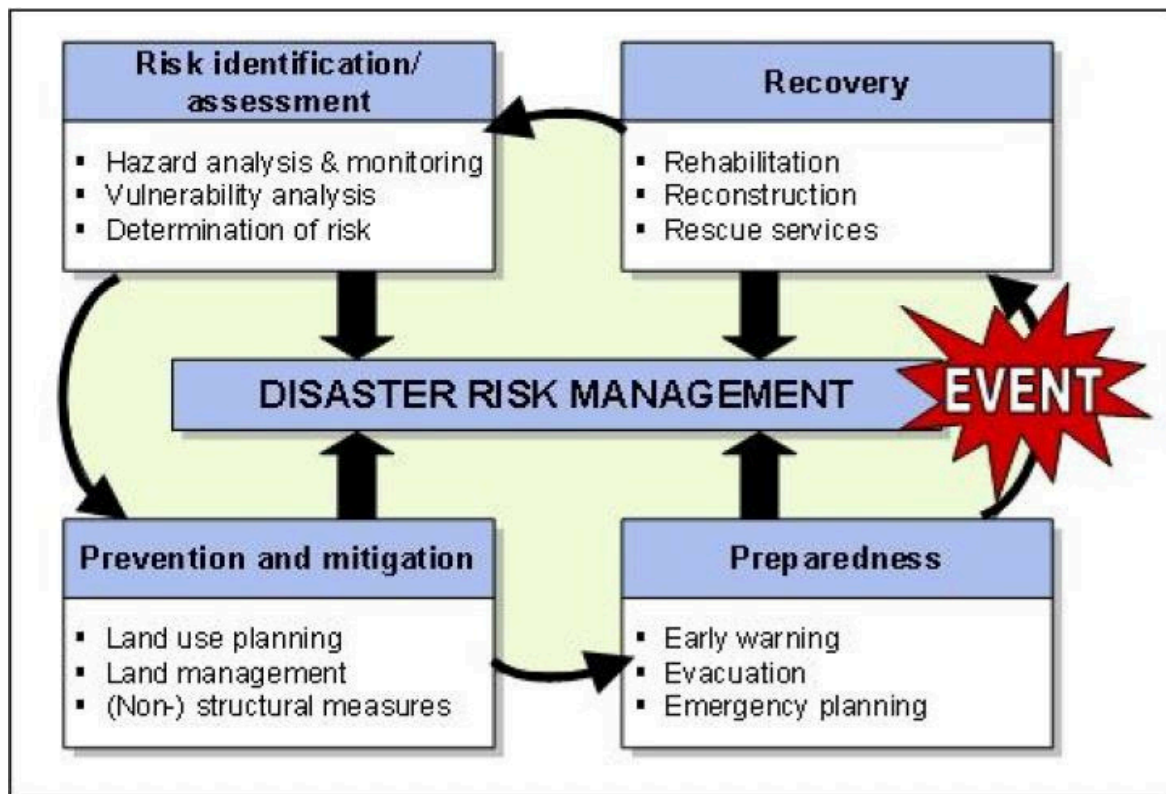 Risk identification/
assessment
▪ Hazard analysis & monitoring
▪ Vulnerability analysis
▪ Determination of risk
Recovery
▪ Rehabilitation
▪ Reconstruction
▪ Rescue services
DISASTER RISK MANAGEMENT
EVENT
Prevention and mitigation
▪ Land use planning
▪ Land management
▪ (Non-) structural measures
Preparedness
▪ Early warning
▪ Evacuation
▪ Emergency planning